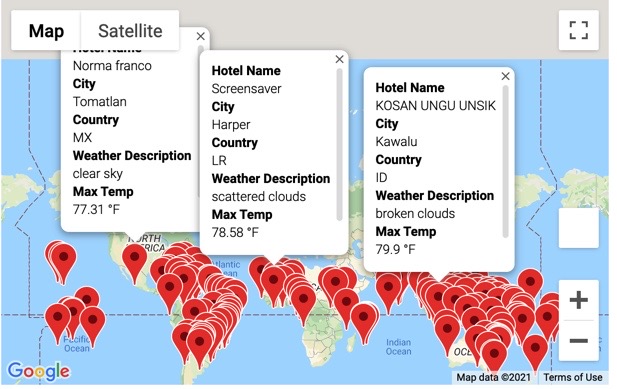 Map
Satellite
Hotel Name
Norma franco
City
Tomatlan
Country
MX
Weather Description
clear sky
Max Temp
77.31 °F
Hotel Name
Screensaver
City
Harper
Country
LR
Weather Description
scattered clouds
Max Temp
78.58 °F
Hotel Name
KOSAN UNGU UNSIK
City
Kawalu
Country
ID
Weather Description
broken clouds
Max Temp
79.9 °F
NORTH
AMERICA
Atlantic
Ocean
Pacific
Ocean
Indian
Ocean
Google
Map data ©2021
Terms of Use